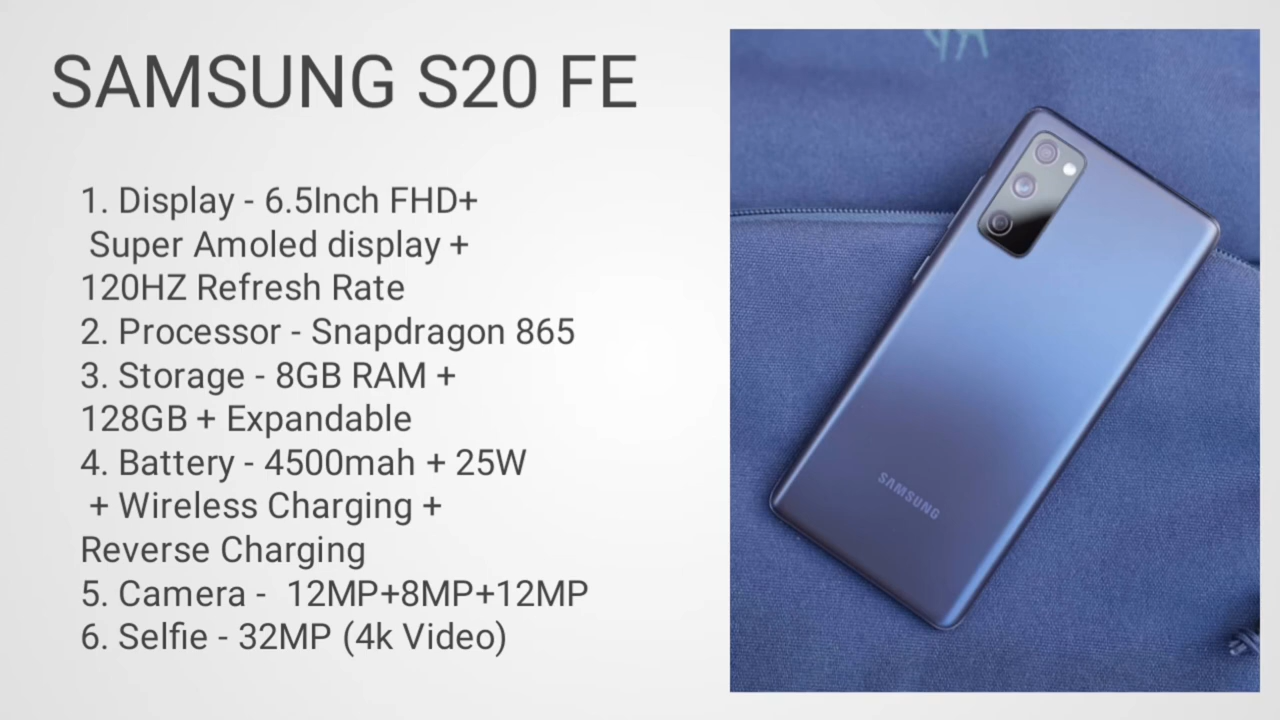 SAMSUNG S20 FE
1. Display - 6.5Inch FHD+
Super Amoled display +
120HZ Refresh Rate
2. Processor - Snapdragon 865
3. Storage - 8GB RAM +
128GB + Expandable
4. Battery - 4500mah + 25W
+ Wireless Charging +
Reverse Charging
5. Camera -  12MP+8MP+12MP
6. Selfie - 32MP (4k Video)
SAMSUNG